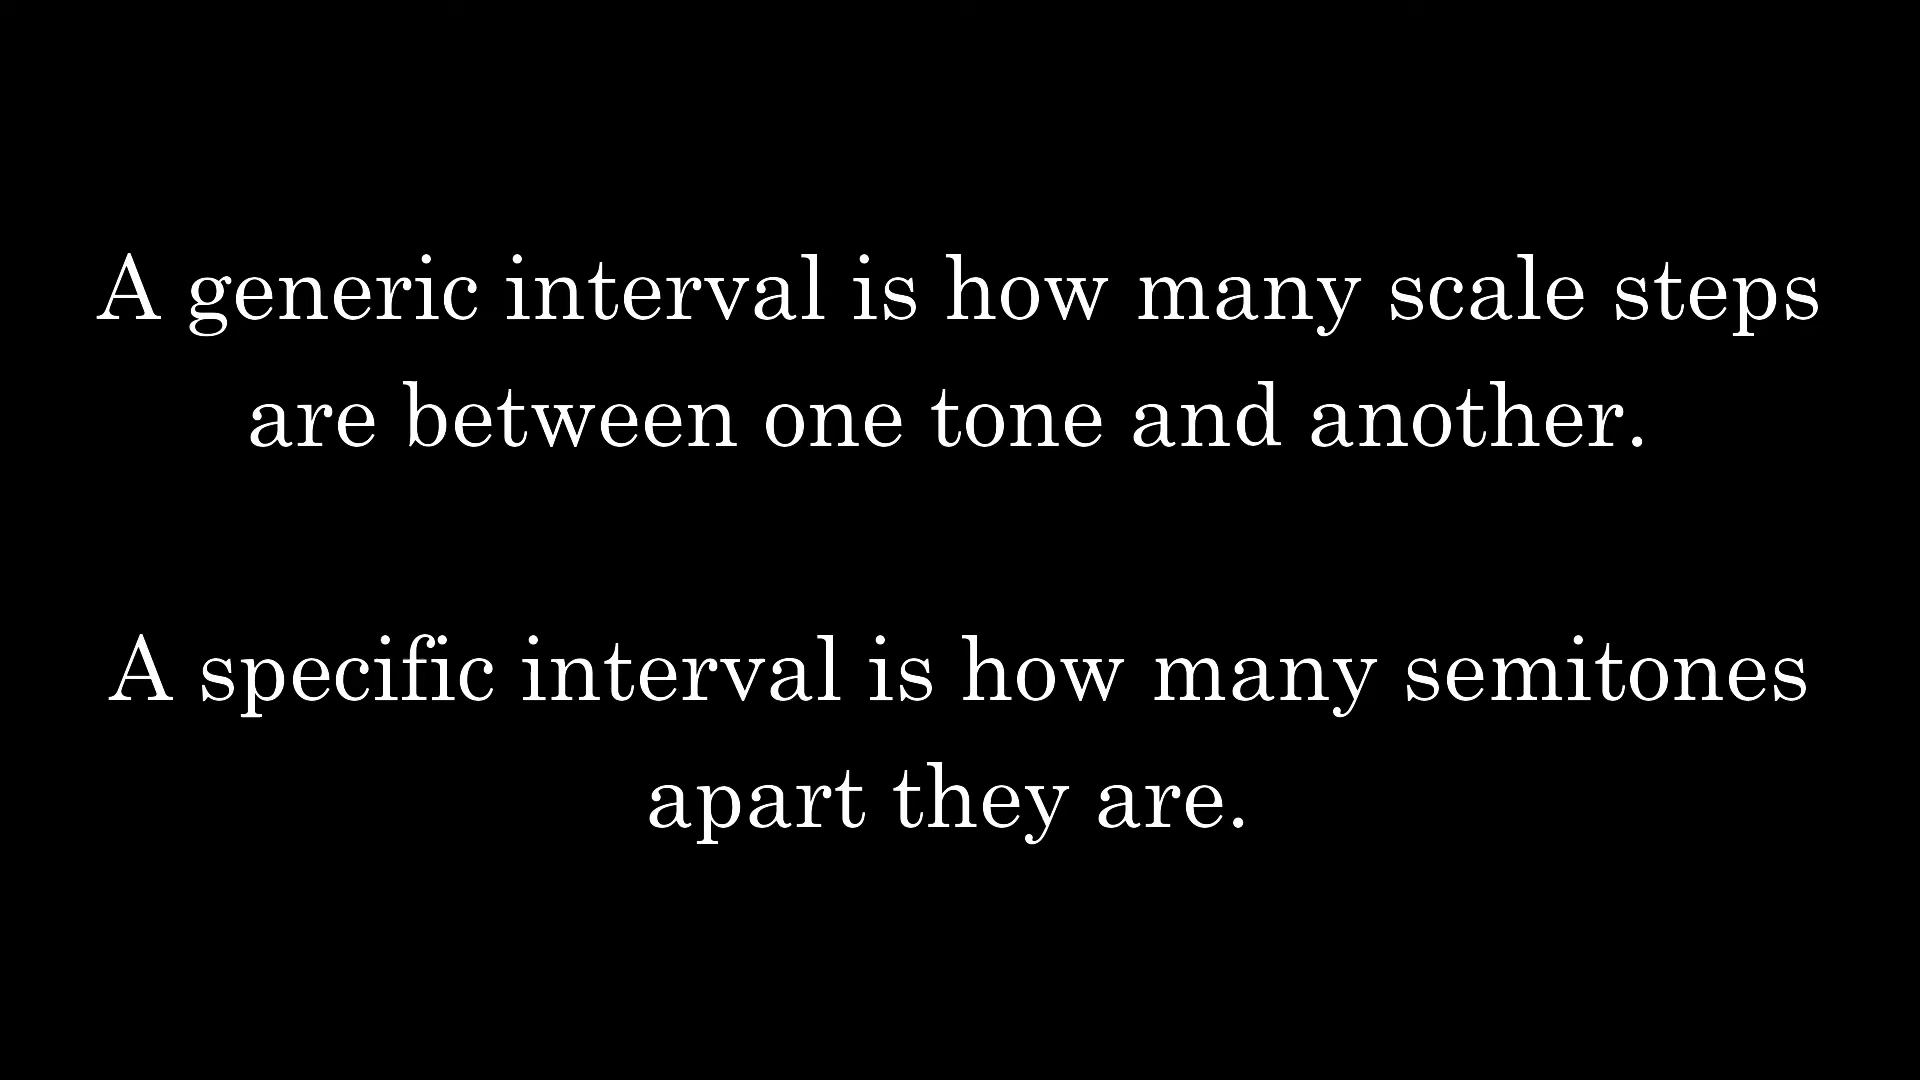 A generic interval is how many scale steps
are between one tone and another.
A specific interval is how many semitones
apart they are.